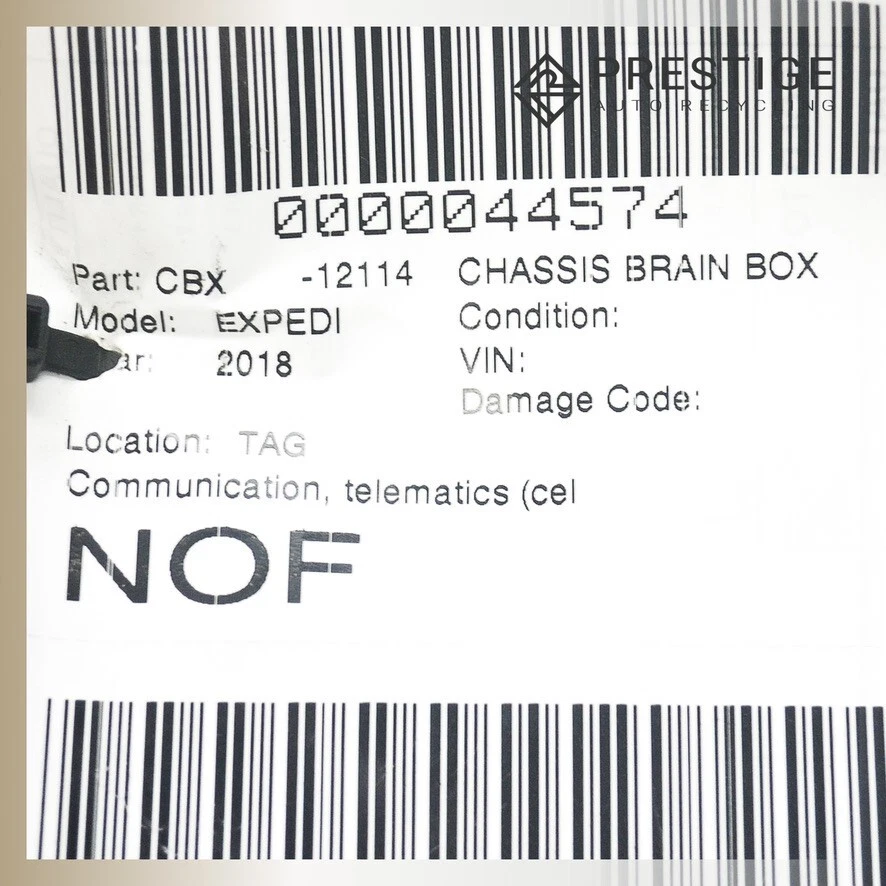 PRESTIGE
AUTO RECYCLING
0000044574
Part: CBX -12114 CHASSIS BRAIN BOX
Model: EXPEDI Condition:
ar: 2018 VIN:
Damage Code:
Location: TAG
Communication, telematics (cel
NOF